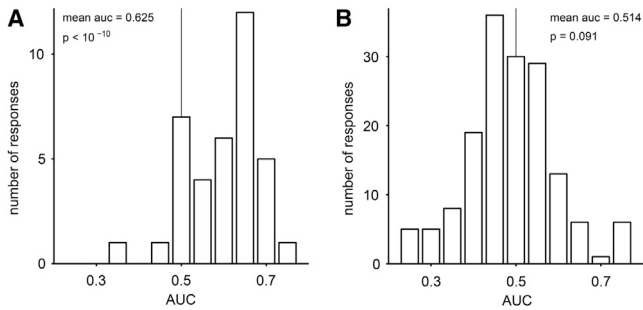 A
mean auc = 0.625
p < 10 -10
number of responses
10
5
0
0.3
0.5
0.7
AUC
B
mean auc = 0.514
p = 0.091
number of responses
30
20
10
0
0.3
0.5
0.7
AUC